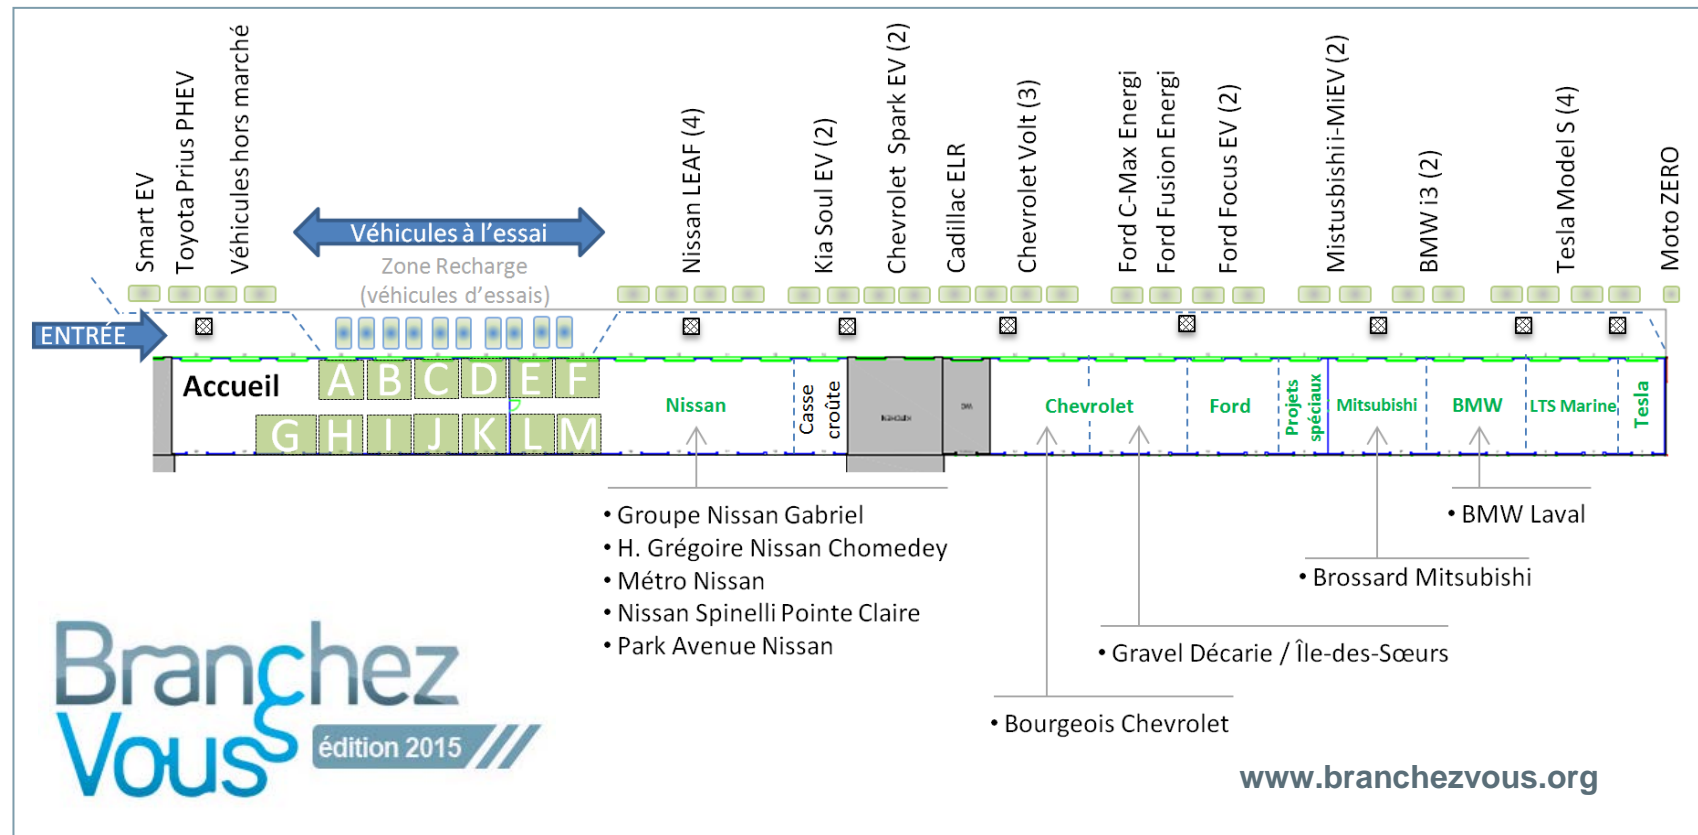 Smart EV
Toyota Prius PHEV
Véhicules hors marché
Véhicules à l'essai
Zone Recharge
(véhicules d'essais)
Nissan LEAF (4)
Kia Soul EV (2)
Chevrolet Spark EV (2)
Cadillac ELR
Chevrolet Volt (3)
Ford C-Max Energi
Ford Fusion Energi
Ford Focus EV (2)
Mistusbishi i-MiEV (2)
BMW i3 (2)
Tesla Model S (4)
Moto ZERO
ENTRÉE
Accueil
A B C D E F
G H I J K L M
Nissan
Casse
croûte
Chevrolet
Ford
Projets
spéciaux
Mitsubishi
BMW
LTS Marine
Tesla
• Groupe Nissan Gabriel
• H. Grégoire Nissan Chomedey
• Métro Nissan
• Nissan Spinelli Pointe Claire
• Park Avenue Nissan
• BMW Laval
• Brossard Mitsubishi
• Gravel Décarie / Île-des-Sœurs
• Bourgeois Chevrolet
Branchez
Vous
édition 2015
www.branchezvous.org